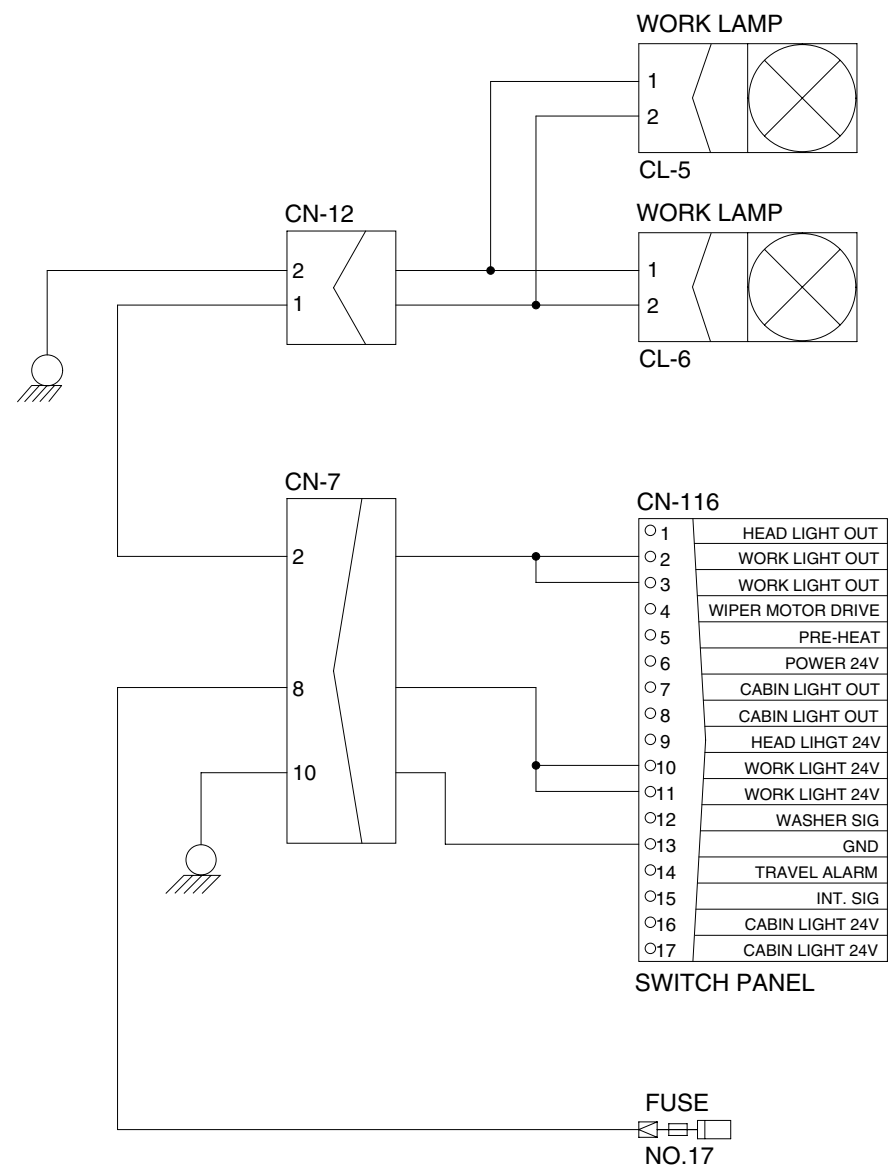 WORK LAMP
1
2
CL-5
CN-12
2
1
WORK LAMP
1
2
CL-6
CN-7
2
8
10
CN-116
1 HEAD LIGHT OUT
2 WORK LIGHT OUT
3 WORK LIGHT OUT
4 WIPER MOTOR DRIVE
5 PRE-HEAT
6 POWER 24V
7 CABIN LIGHT OUT
8 CABIN LIGHT OUT
9 HEAD LIHGT 24V
10 WORK LIGHT 24V
11 WORK LIGHT 24V
12 WASHER SIG
13 GND
14 TRAVEL ALARM
15 INT. SIG
16 CABIN LIGHT 24V
17 CABIN LIGHT 24V
SWITCH PANEL
FUSE
NO.17